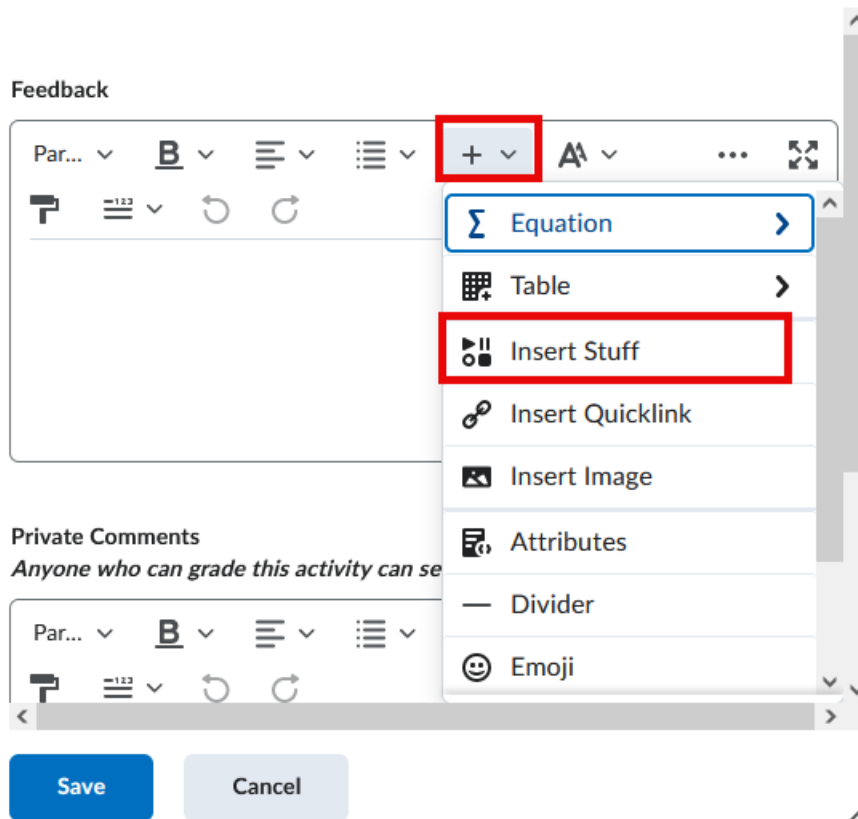 Feedback
Par...
B
Equation
Table
Insert Stuff
Insert Quicklink
Insert Image
Attributes
Divider
Emoji
Private Comments
Anyone who can grade this activity can se
Par...
B
Save
Cancel